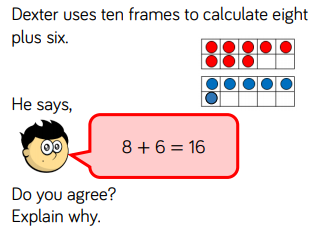 Dexter uses ten frames to calculate eight
plus six.
He says,
8 + 6 = 16
Do you agree?
Explain why.